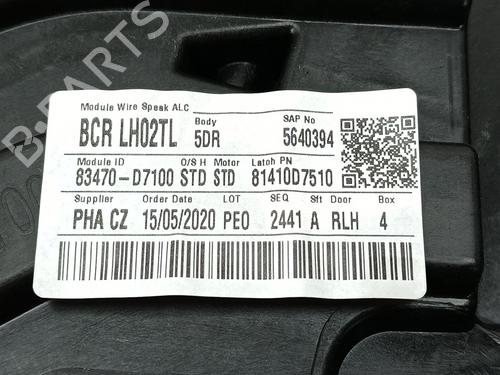 B-PARTS
Module Wire Speak ALC Body SAP No
BCR LH02TL 5DR 5640394
Module ID O/S H Motor Latch PN
83470-D7100 STD STD 81410D7510
Supplier Order Date LOT SEQ Sft Door Box
PHA CZ 15/05/2020 PE0 2441 A RLH 4